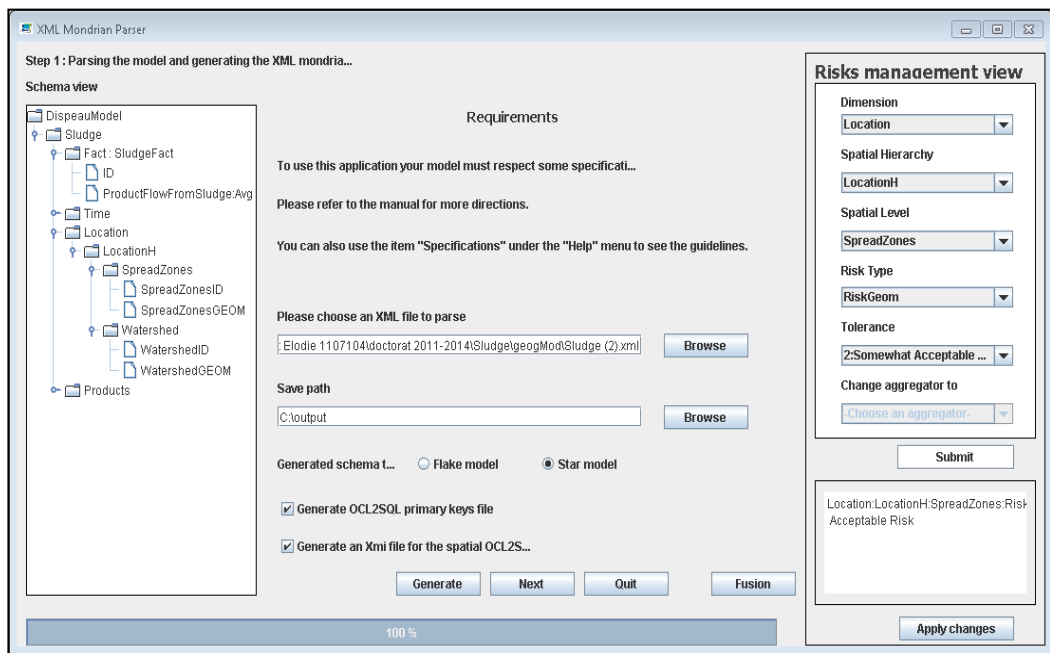 XML Mondrian Parser
Step 1 : Parsing the model and generating the XML mondria...
Schema view
DispeauModel
Sludge
Fact : SludgeFact
ID
ProductFlowFromSludge:Avg
Time
Location
LocationH
SpreadZones
SpreadZonesID
SpreadZonesGEOM
Watershed
WatershedID
WatershedGEOM
Products
Requirements
To use this application your model must respect some specificati...
Please refer to the manual for more directions.
You can also use the item "Specifications" under the "Help" menu to see the guidelines.
Please choose an XML file to parse
: Elodie 1107104\doctorat 2011-2014\Sludge\geogMod\Sludge (2).xml
Browse
Save path
C:\output
Browse
Generated schema t...
Flake model
Star model
Generate OCL2SQL primary keys file
Generate an Xmi file for the spatial OCL2S...
Generate
Next
Quit
Fusion
100 %
Risks management view
Dimension
Location
Spatial Hierarchy
LocationH
Spatial Level
SpreadZones
Risk Type
RiskGeom
Tolerance
2:Somewhat Acceptable ...
Change aggregator to
-Choose an aggregator-
Submit
Location:LocationH:SpreadZones:Risk
Acceptable Risk
Apply changes